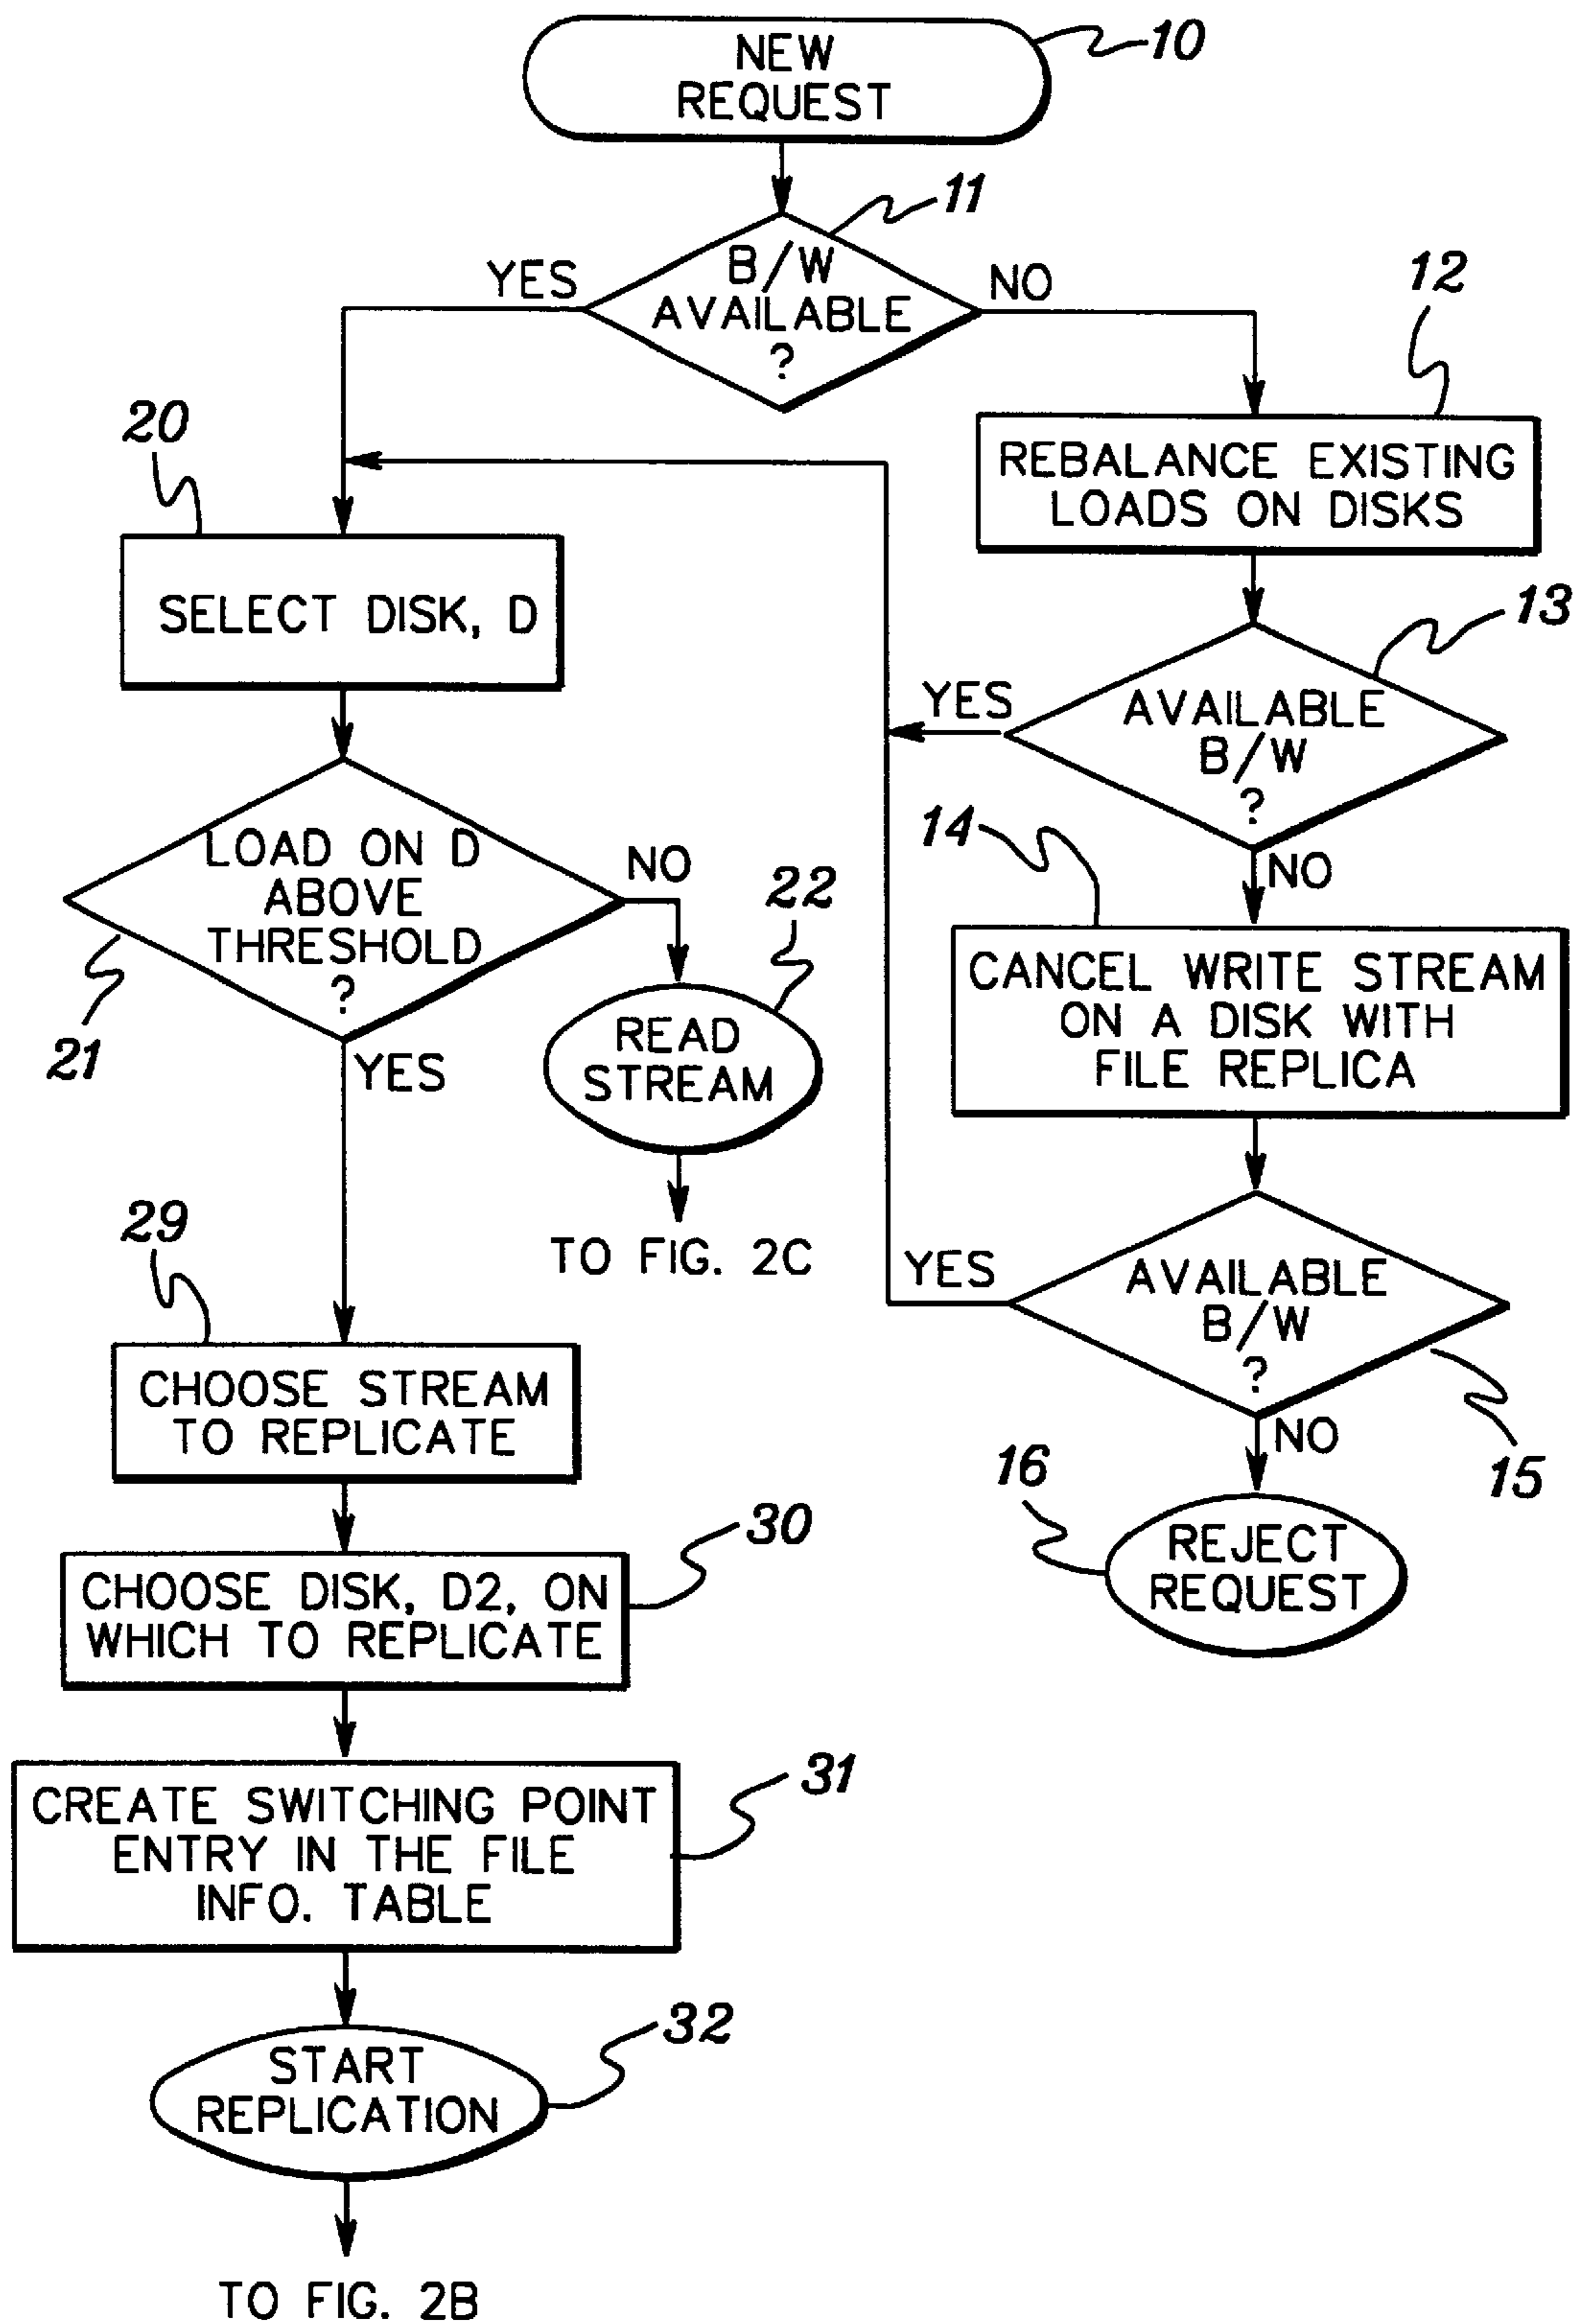 NEW
REQUEST
10
11
B/W
AVAILABLE
?
YES
NO
12
REBALANCE EXISTING
LOADS ON DISKS
20
SELECT DISK, D
13
AVAILABLE
B/W
?
YES
NO
LOAD ON D
ABOVE
THRESHOLD
?
21
NO
YES
22
READ
STREAM
TO FIG. 2C
14
CANCEL WRITE STREAM
ON A DISK WITH
FILE REPLICA
AVAILABLE
B/W
?
YES
NO
15
16
REJECT
REQUEST
29
CHOOSE STREAM
TO REPLICATE
30
CHOOSE DISK, D2, ON
WHICH TO REPLICATE
31
CREATE SWITCHING POINT
ENTRY IN THE FILE
INFO. TABLE
32
START
REPLICATION
TO FIG. 2B